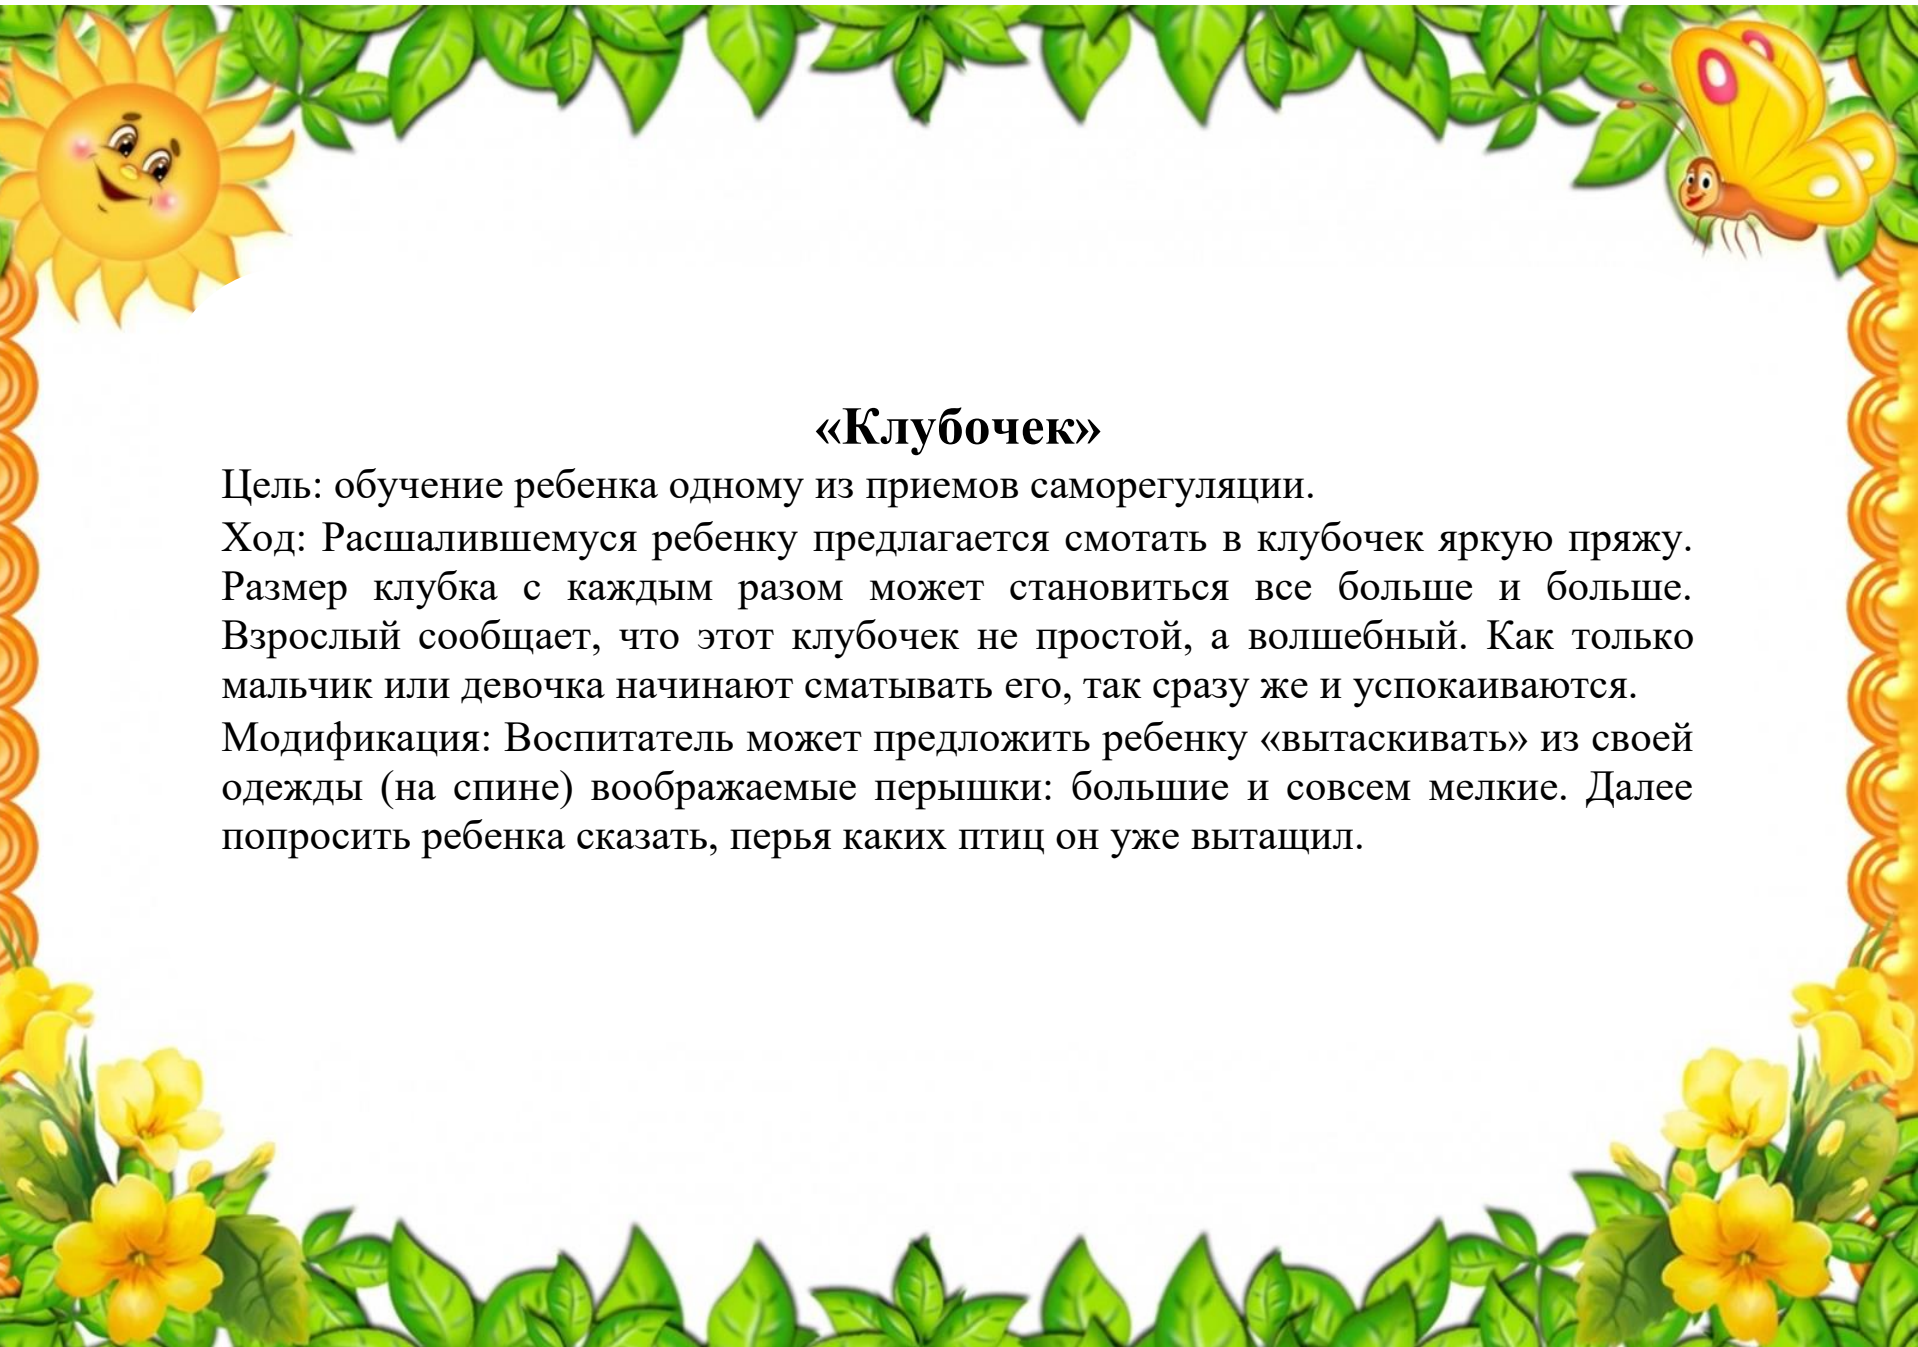 «Клубочек»
Цель: обучение ребенка одному из приемов саморегуляции.
Ход: Расшалившемуся ребенку предлагается смотать в клубочек яркую пряжу.
Размер клубка с каждым разом может становиться все больше и больше.
Взрослый сообщает, что этот клубочек не простой, а волшебный. Как только
мальчик или девочка начинают сматывать его, так сразу же и успокаиваются.
Модификация: Воспитатель может предложить ребенку «вытаскивать» из своей
одежды (на спине) воображаемые перышки: большие и совсем мелкие. Далее
попросить ребенка сказать, перья каких птиц он уже вытащил.